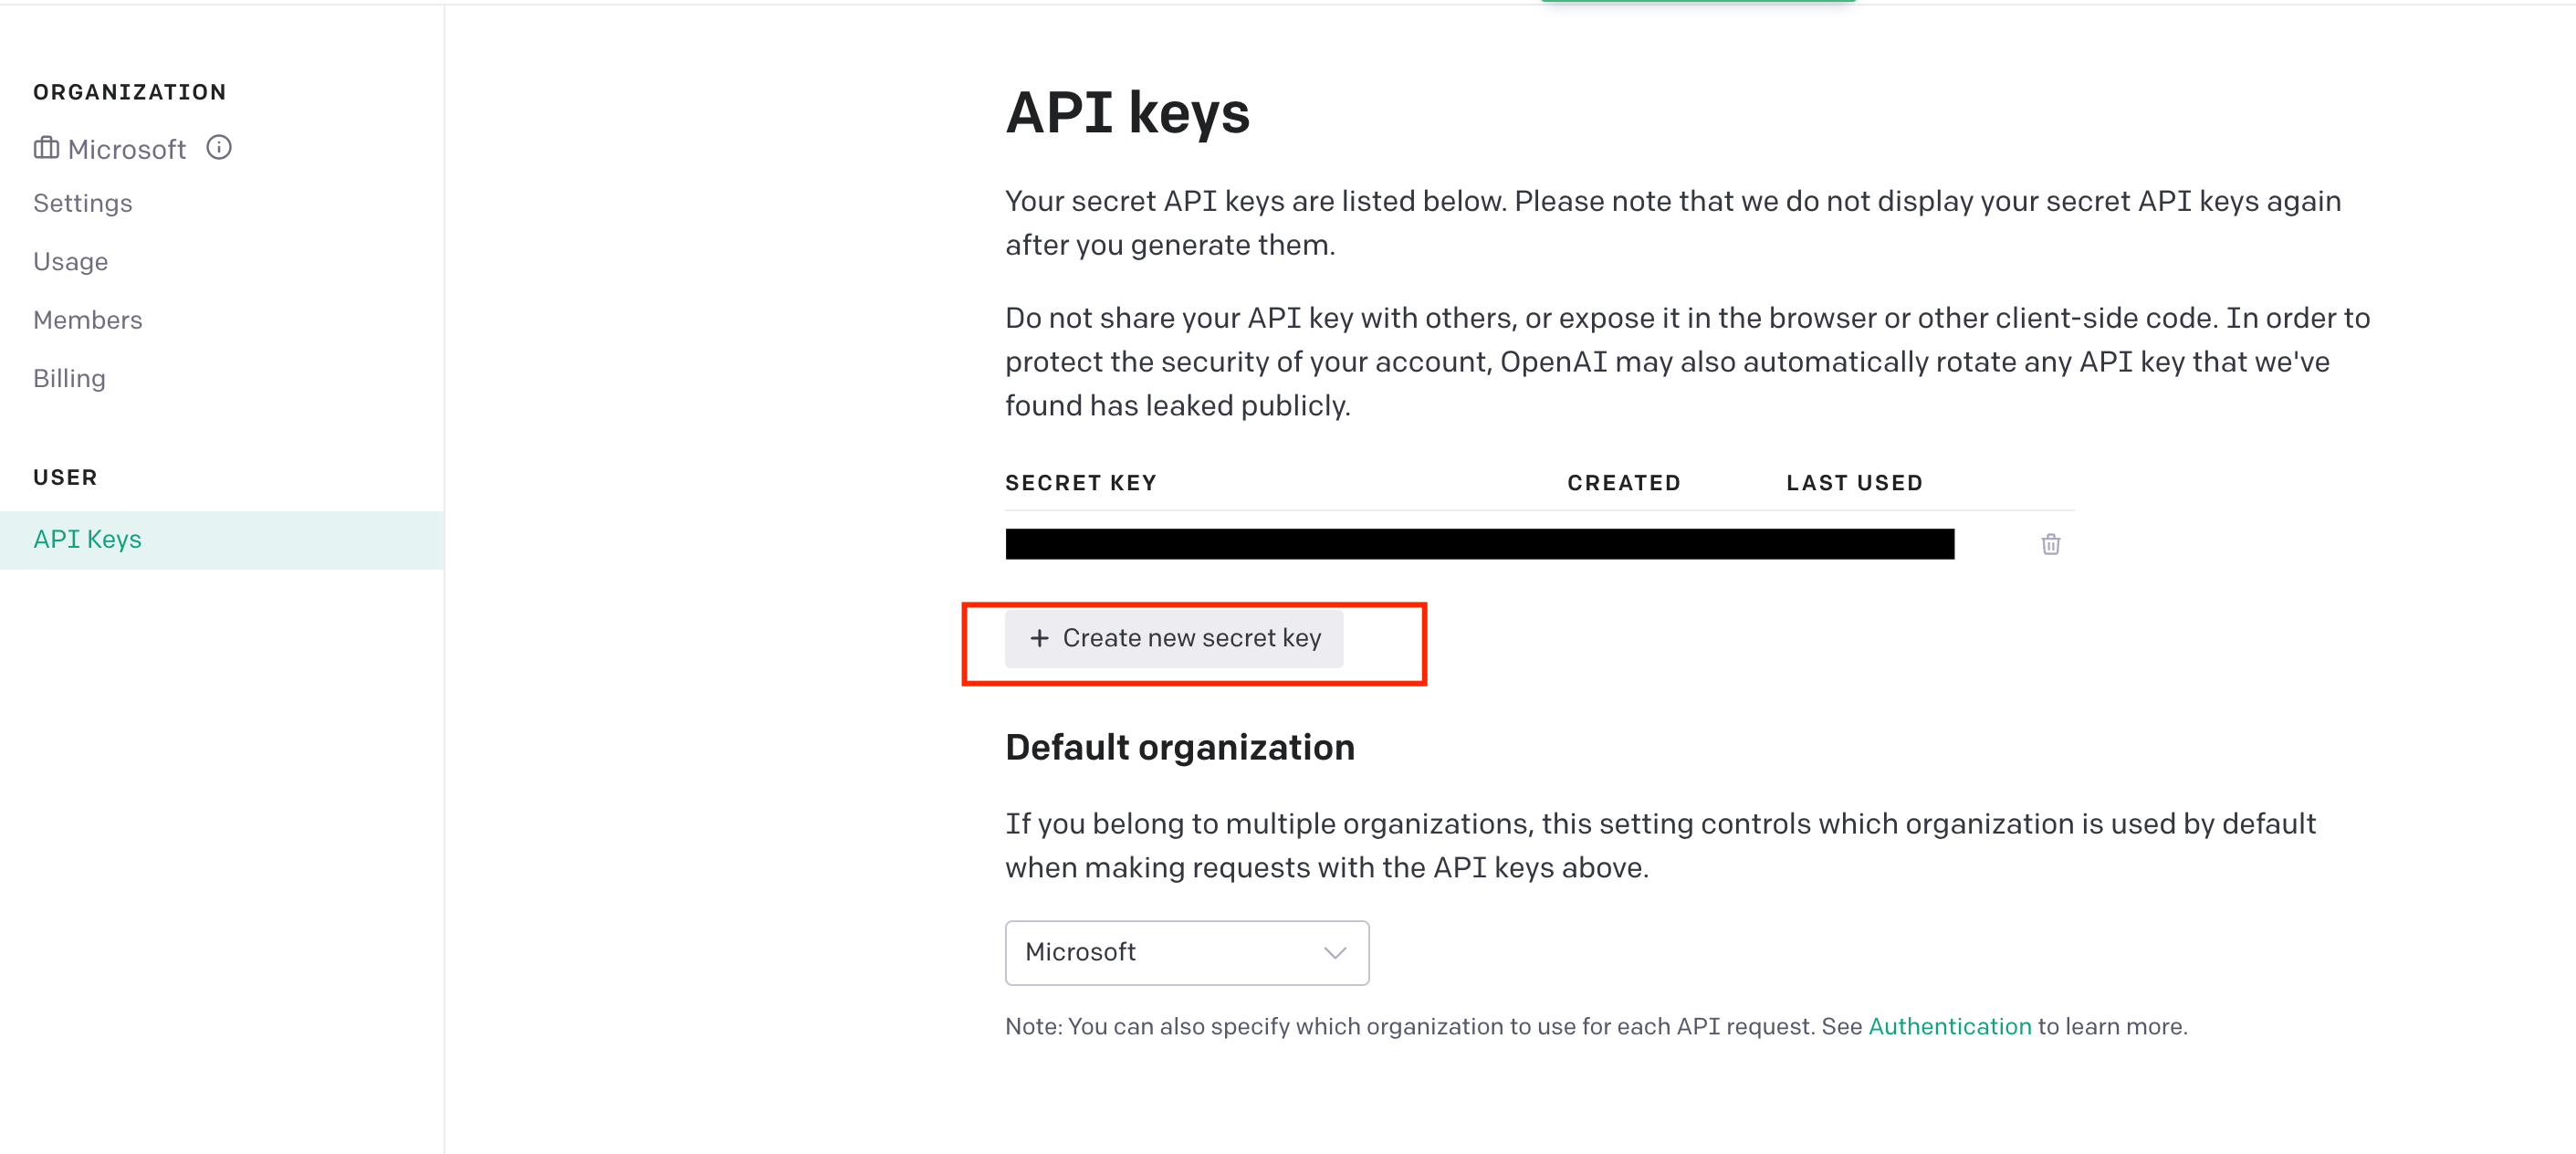 ORGANIZATION
Microsoft
Settings
Usage
Members
Billing
USER
API Keys
API keys
Your secret API keys are listed below. Please note that we do not display your secret API keys again
after you generate them.
Do not share your API key with others, or expose it in the browser or other client-side code. In order to
protect the security of your account, OpenAI may also automatically rotate any API key that we've
found has leaked publicly.
SECRET KEY CREATED LAST USED
+ Create new secret key
Default organization
If you belong to multiple organizations, this setting controls which organization is used by default
when making requests with the API keys above.
Microsoft
Note: You can also specify which organization to use for each API request. See Authentication to learn more.